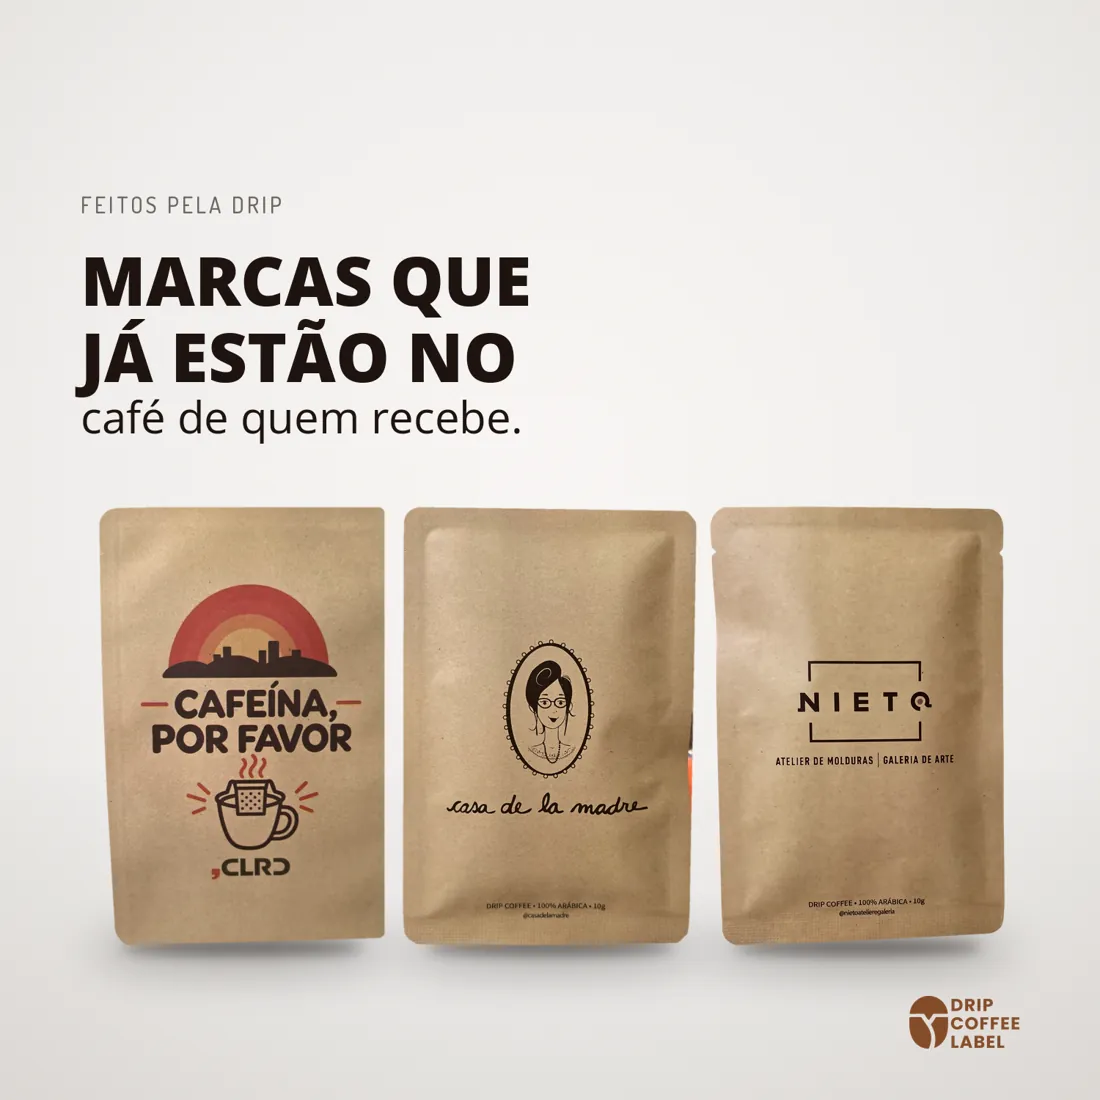 FEITOS PELA DRIP
MARCAS QUE
JÁ ESTÃO NO
café de quem recebe.
CAFEÍNA,
POR FAVOR
,CLRD
casa de la madre
DRIP COFFEE • 100% ARÁBICA • 10g
@casadelamadre
NIETO
ATELIER DE MOLDURAS | GALERIA DE ARTE
DRIP COFFEE • 100% ARÁBICA • 10g
@nietoateliergaleria
DRIP
COFFEE
LABEL